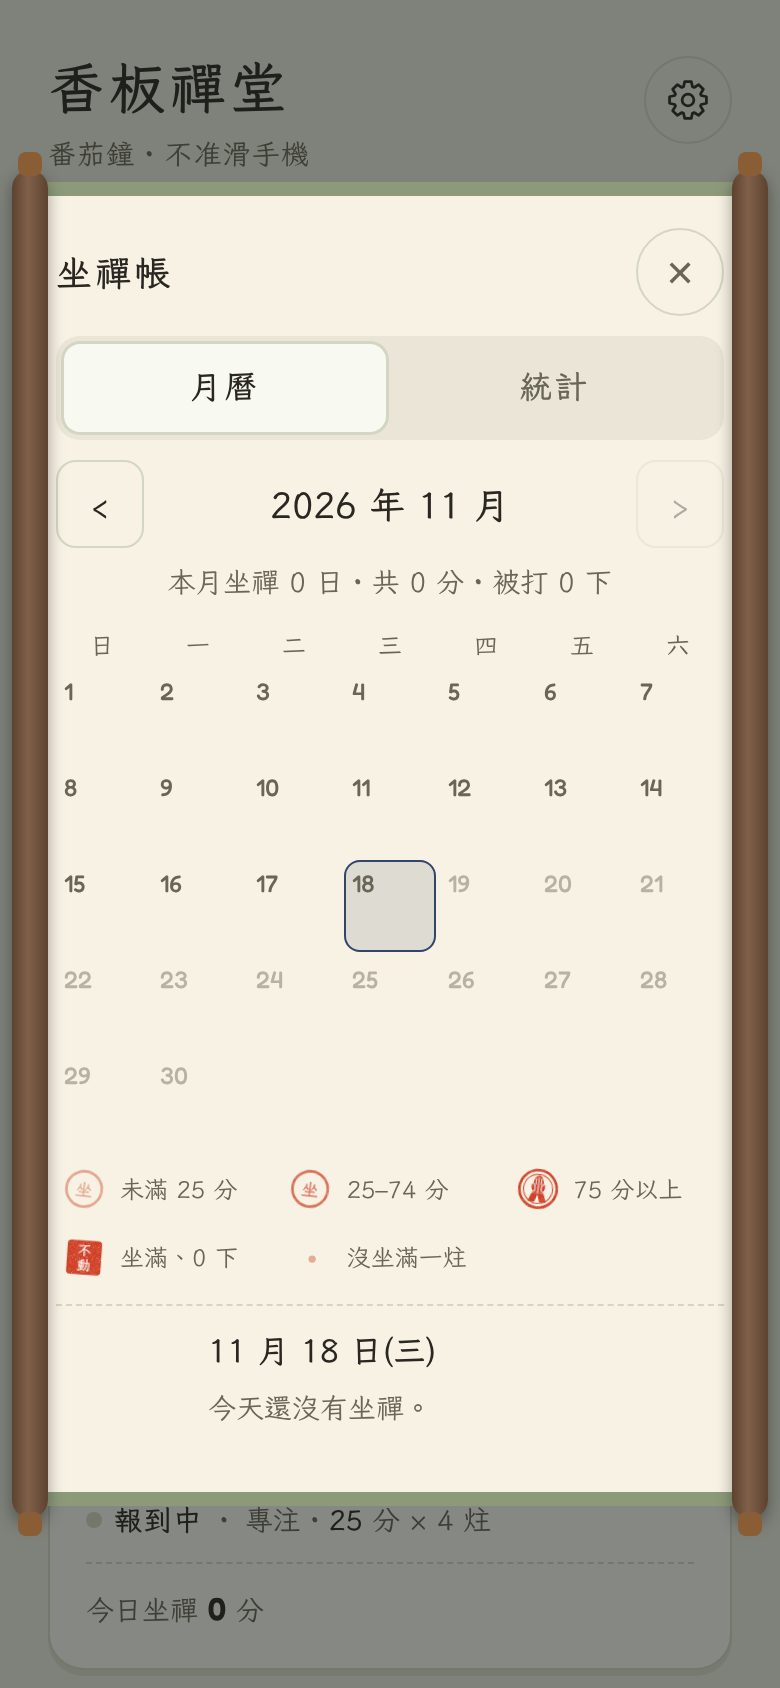 香板禪堂
番茄鐘・不准滑手機
坐禪帳
×
月曆 統計
< 2026 年 11 月 >
本月坐禪 0 日・共 0 分・被打 0 下
日 一 二 三 四 五 六
1 2 3 4 5 6 7
8 9 10 11 12 13 14
15 16 17 18 19 20 21
22 23 24 25 26 27 28
29 30
坐 未滿 25 分 坐 25–74 分 75 分以上
不動 坐滿、0 下 沒坐滿一炷
11 月 18 日(三)
今天還沒有坐禪。
報到中 ・ 專注・25 分 × 4 炷
今日坐禪 0 分